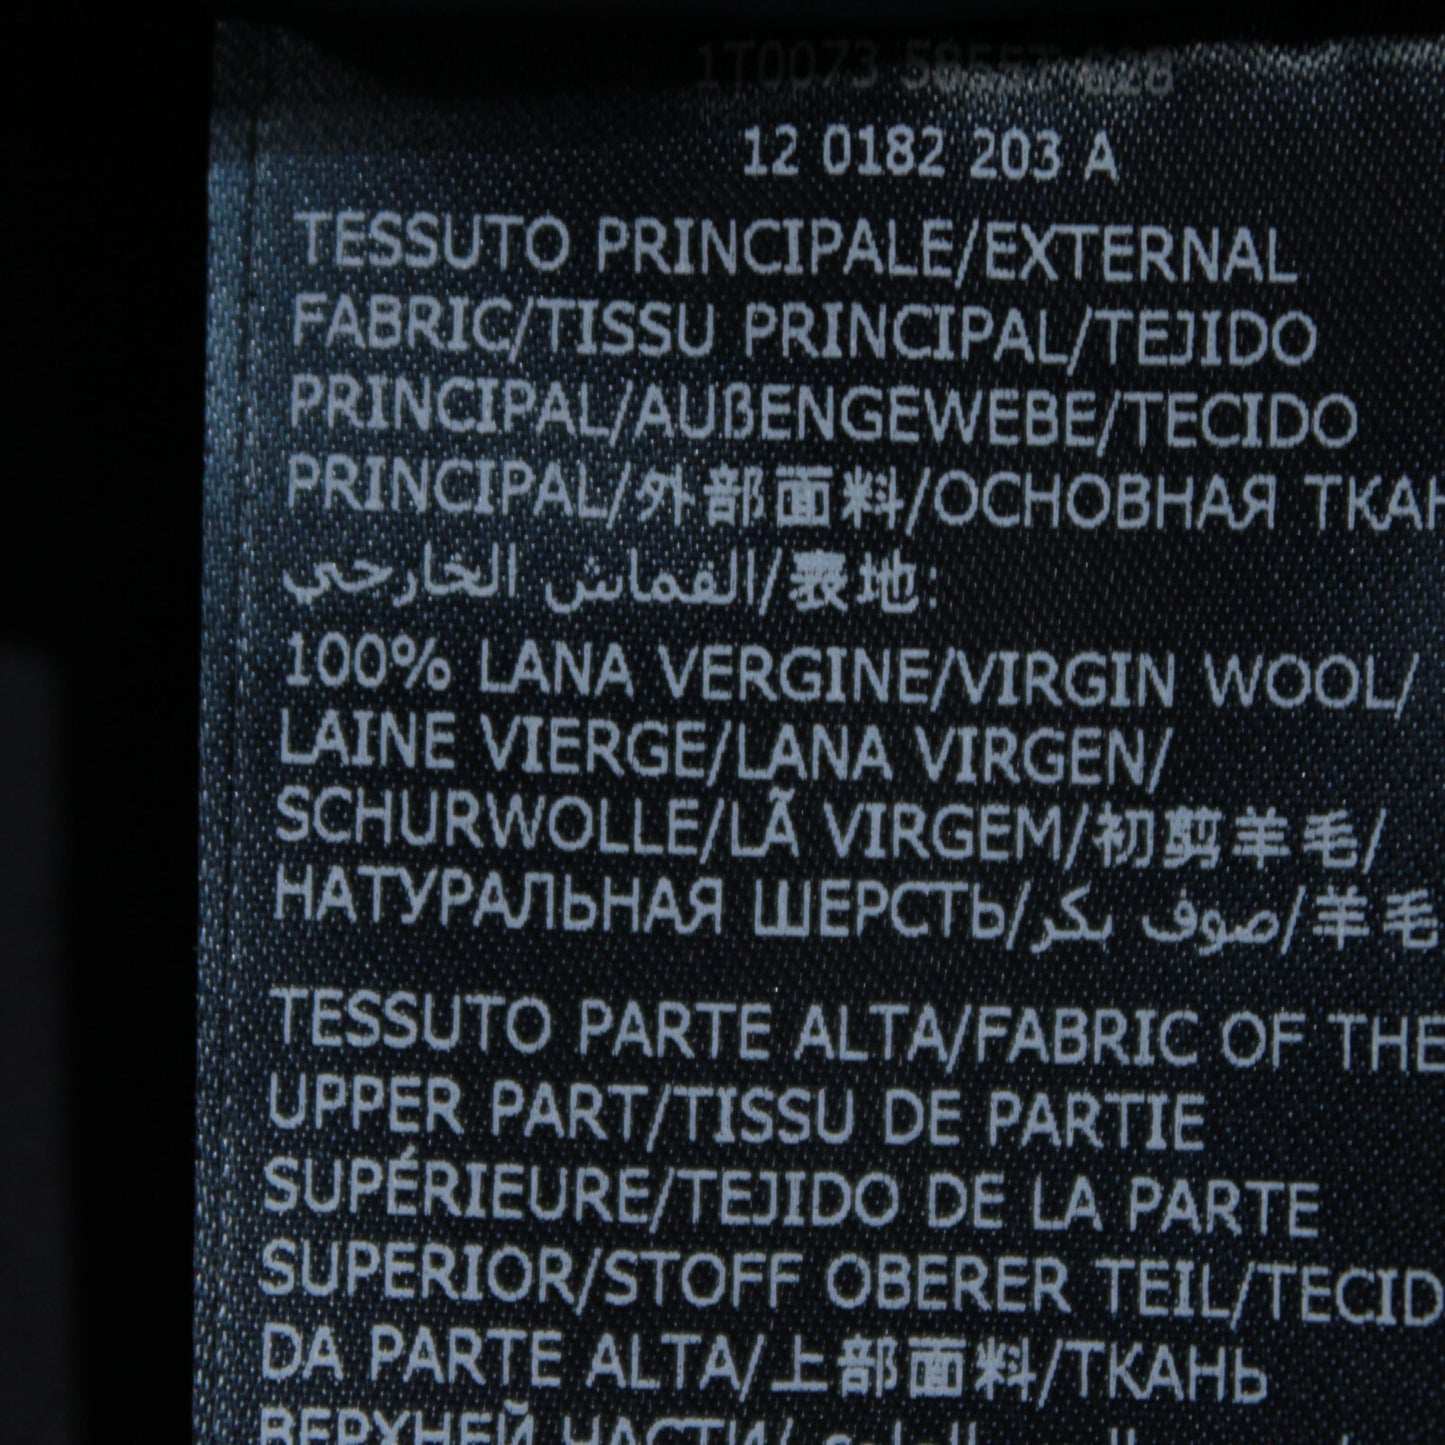 1T0073
12 0182 203 A
TESSUTO PRINCIPALE/EXTERNAL
FABRIC/TISSU PRINCIPAL/TEJIDO
PRINCIPAL/AUßENGEWEBE/TECIDO
PRINCIPAL/外部面料/ОСНОВНАЯ ТКАН
القماش الخارجي/表地:
100% LANA VERGINE/VIRGIN WOOL/
LAINE VIERGE/LANA VIRGEN/
SCHURWOLLE/LÃ VIRGEM/初剪羊毛/
НАТУРАЛЬНАЯ ШЕРСТЬ/صوف بكر/羊毛
TESSUTO PARTE ALTA/FABRIC OF THE
UPPER PART/TISSU DE PARTIE
SUPÉRIEURE/TEJIDO DE LA PARTE
SUPERIOR/STOFF OBERER TEIL/TECID
DA PARTE ALTA/上部面料/ТКАНЬ
ВЕРХНЕЙ ЧАСТИ/